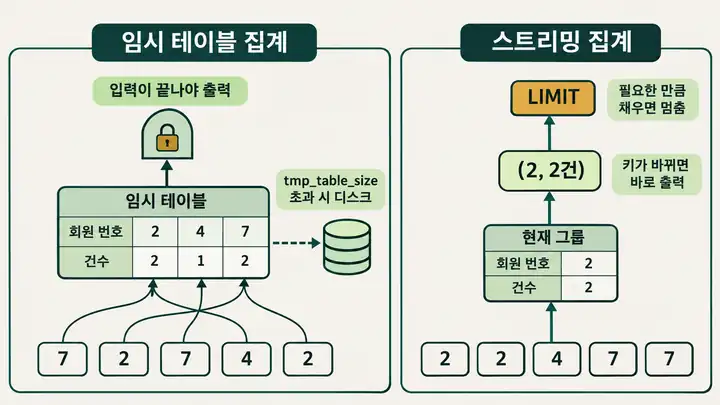 임시 테이블 집계
입력이 끝나야 출력
임시 테이블
회원 번호 2 4 7
건수 2 1 2
tmp_table_size
초과 시 디스크
7 2 7 4 2
스트리밍 집계
LIMIT
필요한 만큼
채우면 멈춤
(2, 2건)
키가 바뀌면
바로 출력
현재 그룹
회원 번호 2
건수 2
2 2 4 7 7